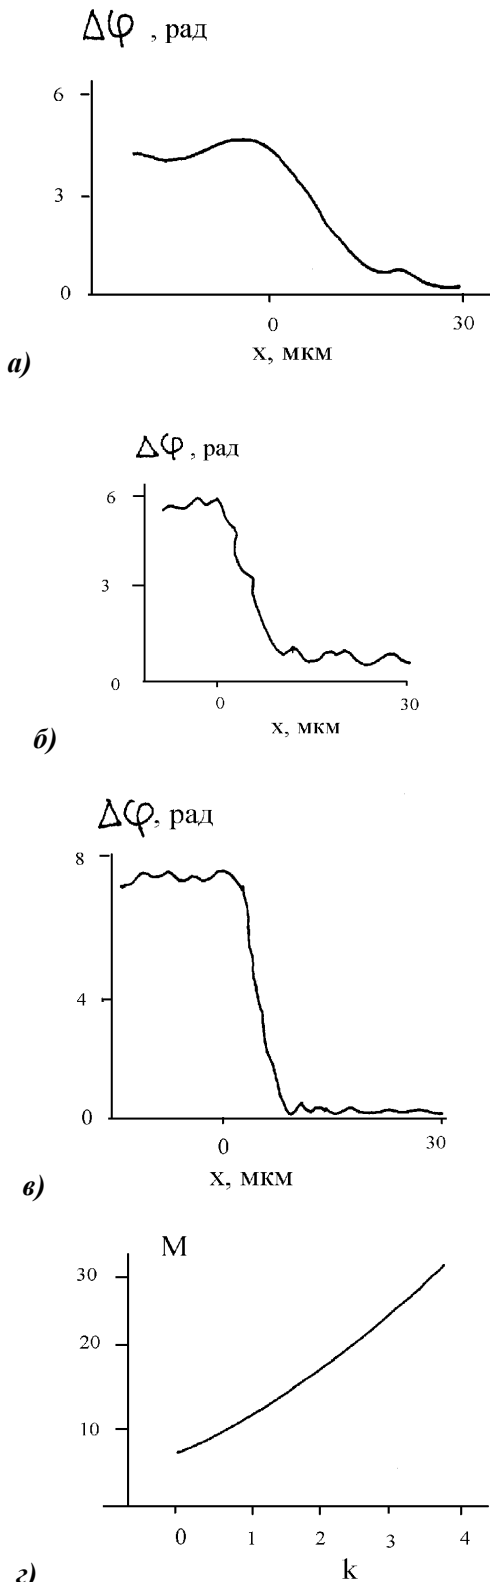 Δφ , рад
6
3
0
0 30
х, мкм
а)
Δφ , рад
6
3
0
0 30
х, мкм
б)
Δφ, рад
8
4
0
0 30
х, мкм
в)
М
30
20
10
0 1 2 3 4
k
г)